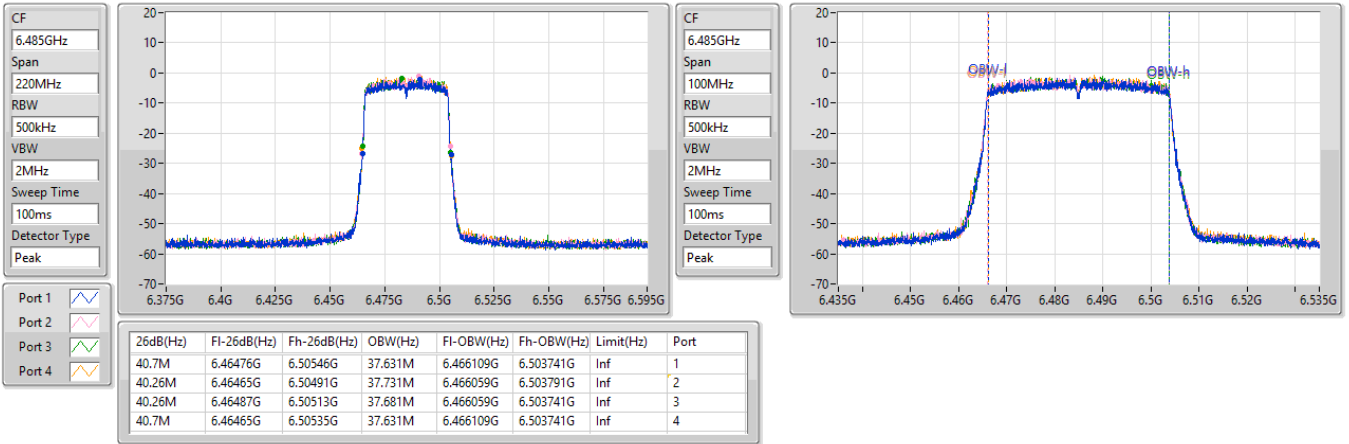 CF
6.485GHz
Span
220MHz
RBW
500kHz
VBW
2MHz
Sweep Time
100ms
Detector Type
Peak
20
10
0
-10
-20
-30
-40
-50
-60
-70
6.375G 6.4G 6.425G 6.45G 6.475G 6.5G 6.525G 6.55G 6.575G 6.595G
CF
6.485GHz
Span
100MHz
RBW
500kHz
VBW
2MHz
Sweep Time
100ms
Detector Type
Peak
20
10
0
-10
-20
-30
-40
-50
-60
-70
OBW-l OBW-h
6.435G 6.45G 6.46G 6.47G 6.48G 6.49G 6.5G 6.51G 6.52G 6.535G
Port 1
Port 2
Port 3
Port 4
26dB(Hz) Fl-26dB(Hz) Fh-26dB(Hz) OBW(Hz) Fl-OBW(Hz) Fh-OBW(Hz) Limit(Hz) Port
40.7M 6.46476G 6.50546G 37.631M 6.466109G 6.503741G Inf 1
40.26M 6.46465G 6.50491G 37.731M 6.466059G 6.503791G Inf 2
40.26M 6.46487G 6.50513G 37.681M 6.466059G 6.503741G Inf 3
40.7M 6.46465G 6.50535G 37.631M 6.466109G 6.503741G Inf 4